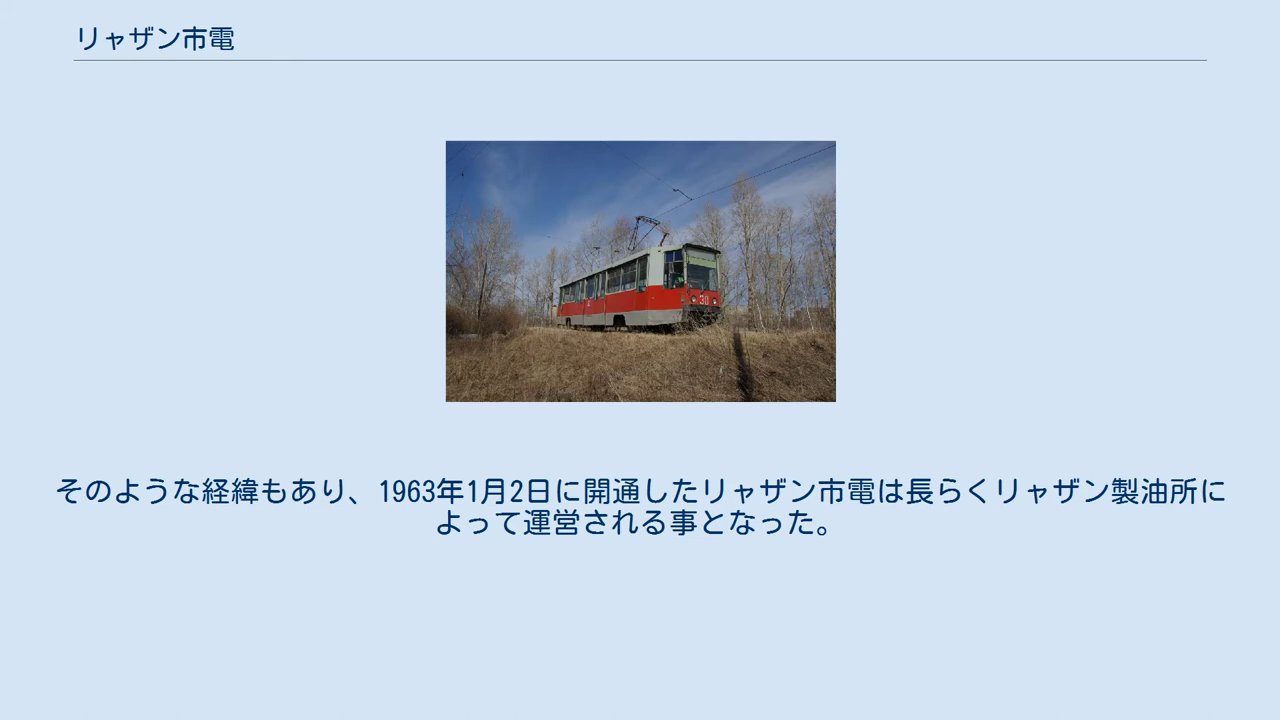 リャザン市電
30
そのような経緯もあり、1963年1月2日に開通したリャザン市電は長らくリャザン製油所に
よって運営される事となった。